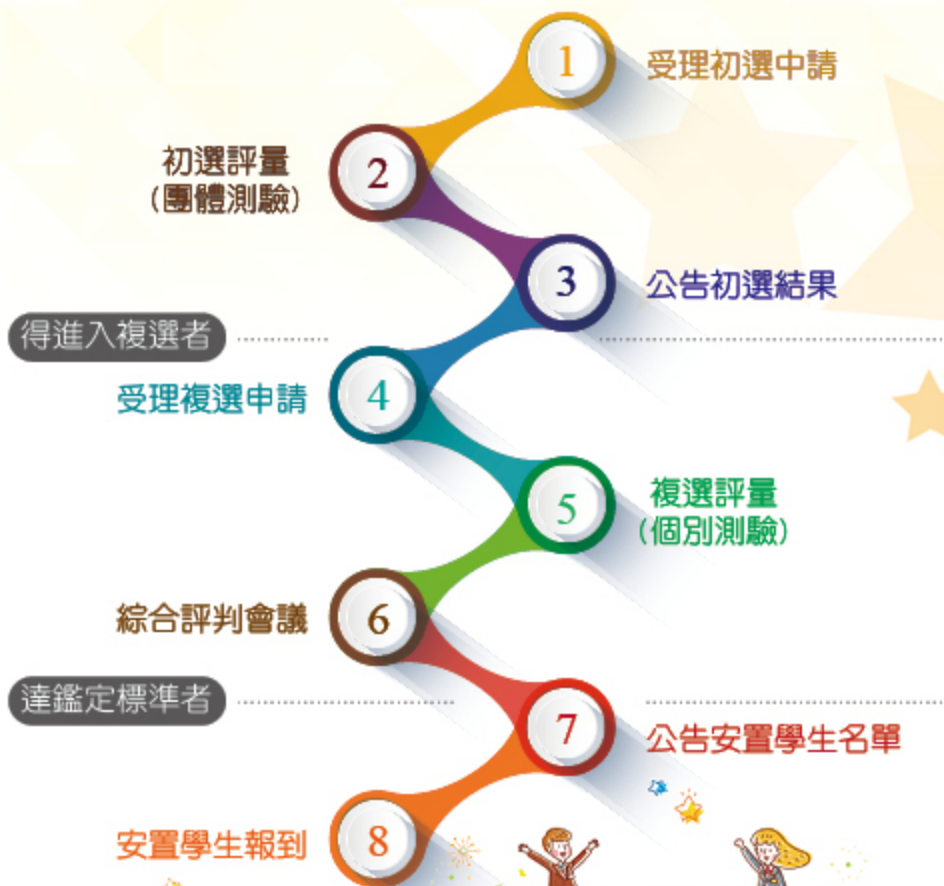 1
受理初選申請
2
初選評量
(團體測驗)
3
公告初選結果
得進入複選者
4
受理複選申請
5
複選評量
(個別測驗)
6
綜合評判會議
達鑑定標準者
7
公告安置學生名單
8
安置學生報到